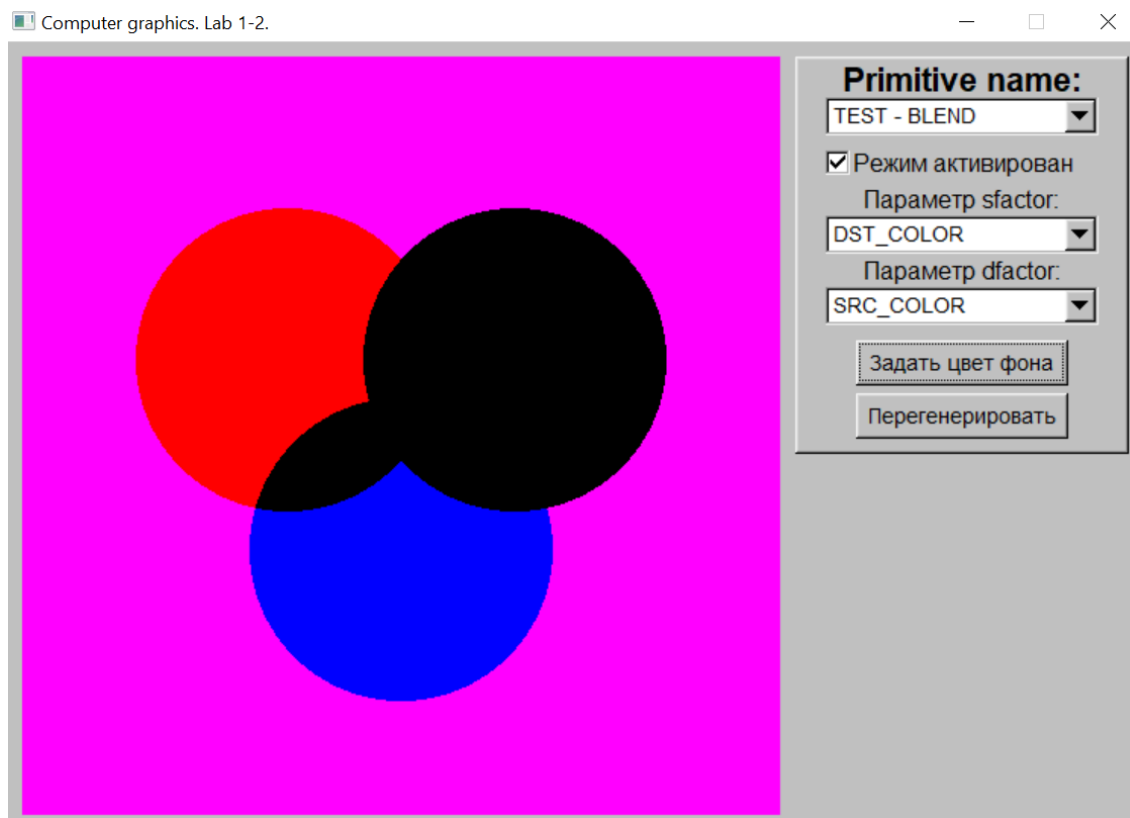 Computer graphics. Lab 1-2.
Primitive name:
TEST - BLEND
Режим активирован
Параметр sfactor:
DST_COLOR
Параметр dfactor:
SRC_COLOR
Задать цвет фона
Перегенерировать